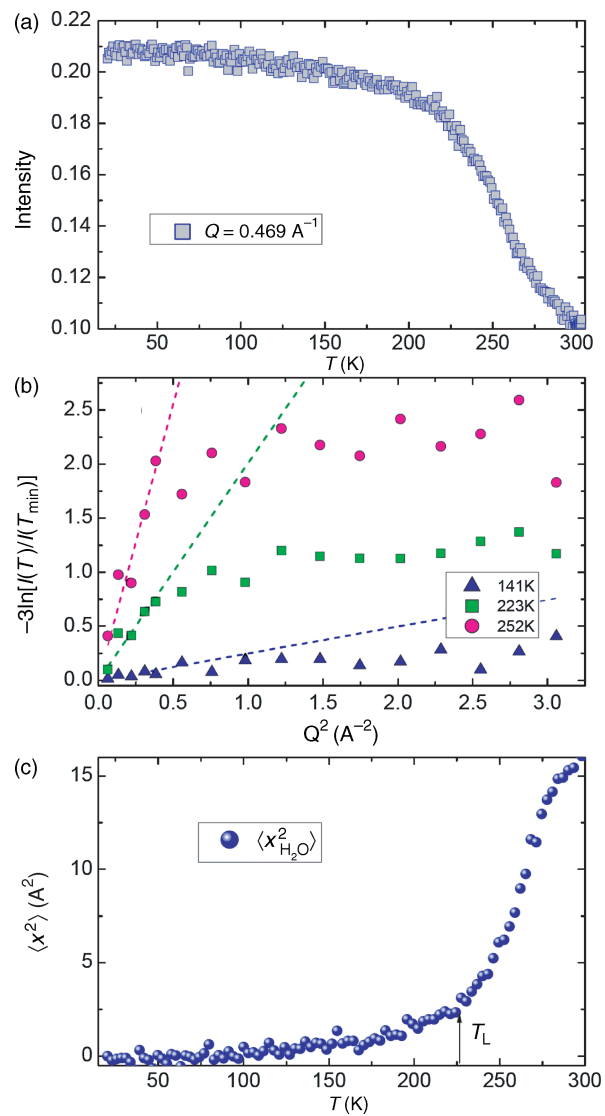 (a)
0.22
0.20
0.18
0.16
0.14
0.12
0.10
Intensity
Q = 0.469 A⁻¹
50 100 150 200 250 300
T (K)
(b)
2.5
2.0
1.5
1.0
0.5
0.0
−3ln[I(T)/I(Tmin)]
141K
223K
252K
0.0 0.5 1.0 1.5 2.0 2.5 3.0
Q² (A⁻²)
(c)
15
10
5
0
⟨x²⟩ (A²)
⟨x²H₂O⟩
TL
50 100 150 200 250 300
T (K)